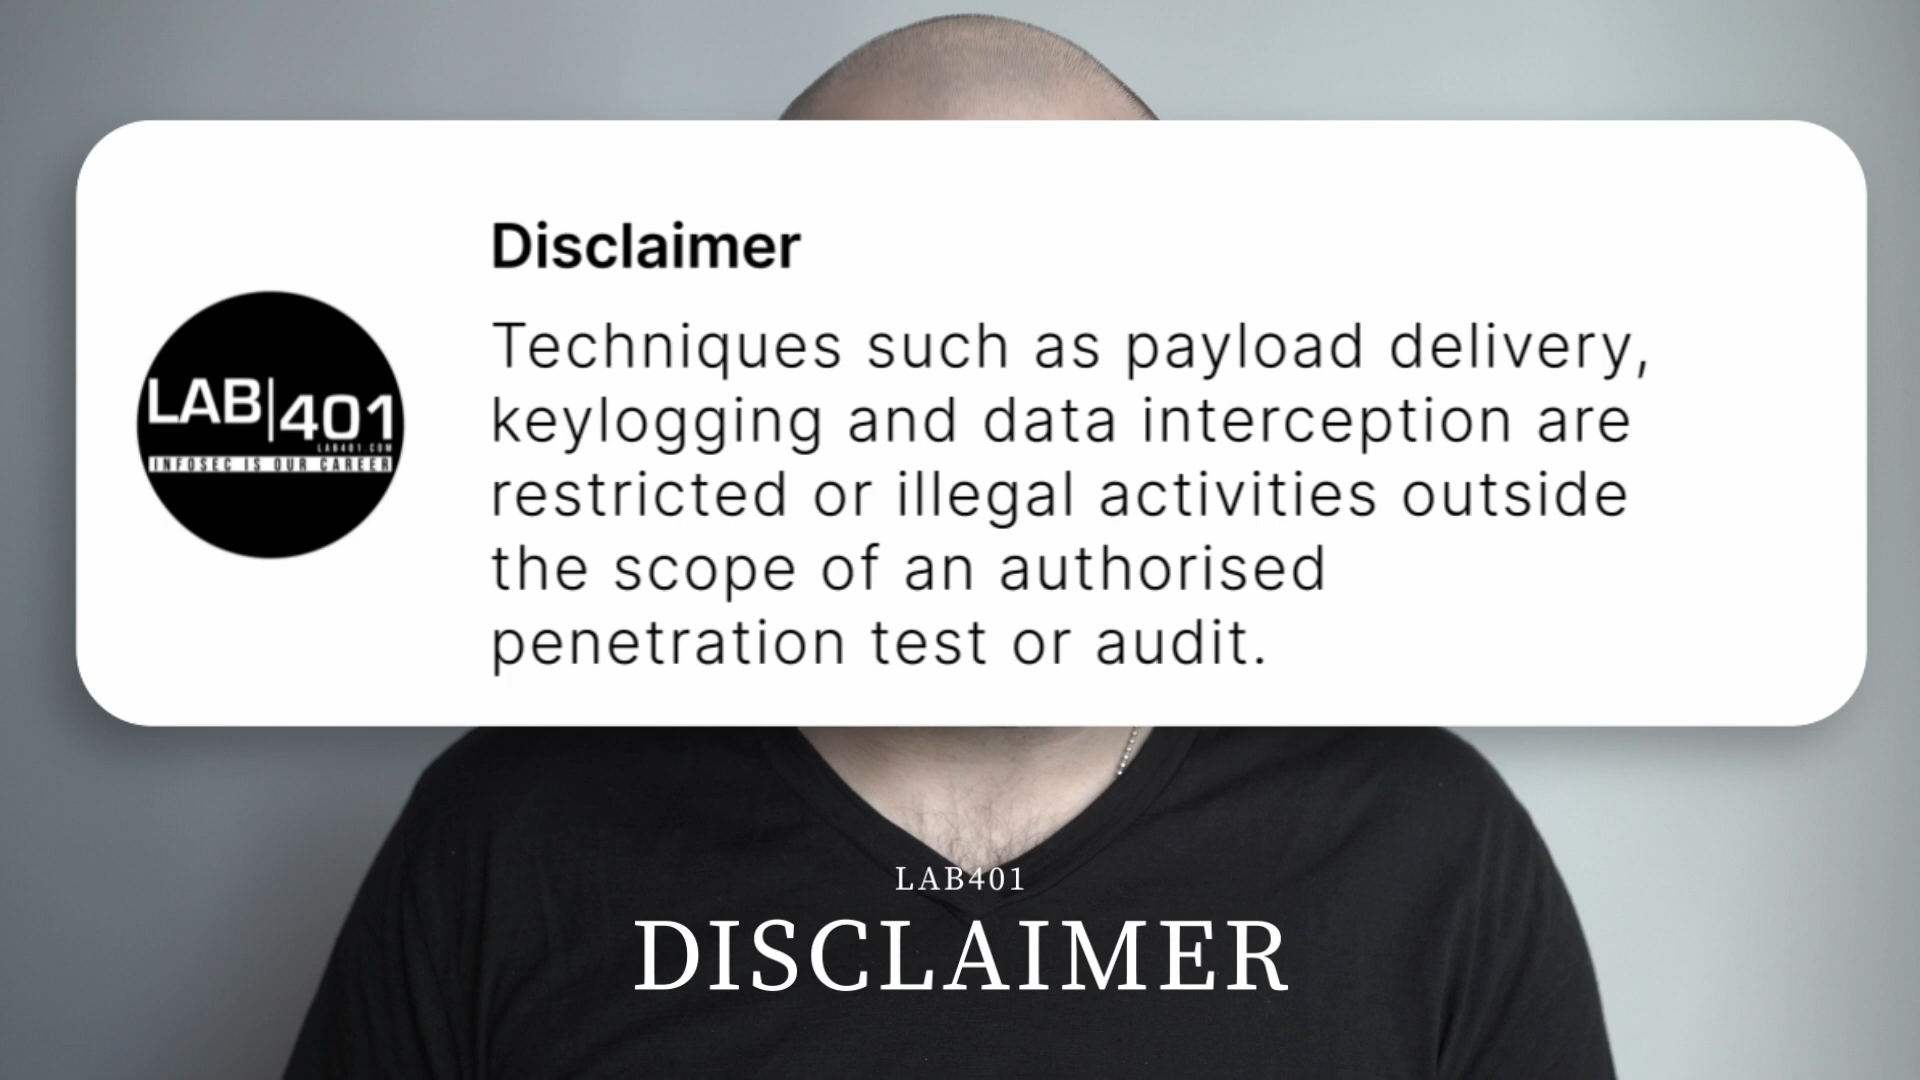 Disclaimer
LAB|401
LAB401.COM
INFOSEC IS OUR CAREER
Techniques such as payload delivery,
keylogging and data interception are
restricted or illegal activities outside
the scope of an authorised
penetration test or audit.
LAB401
DISCLAIMER